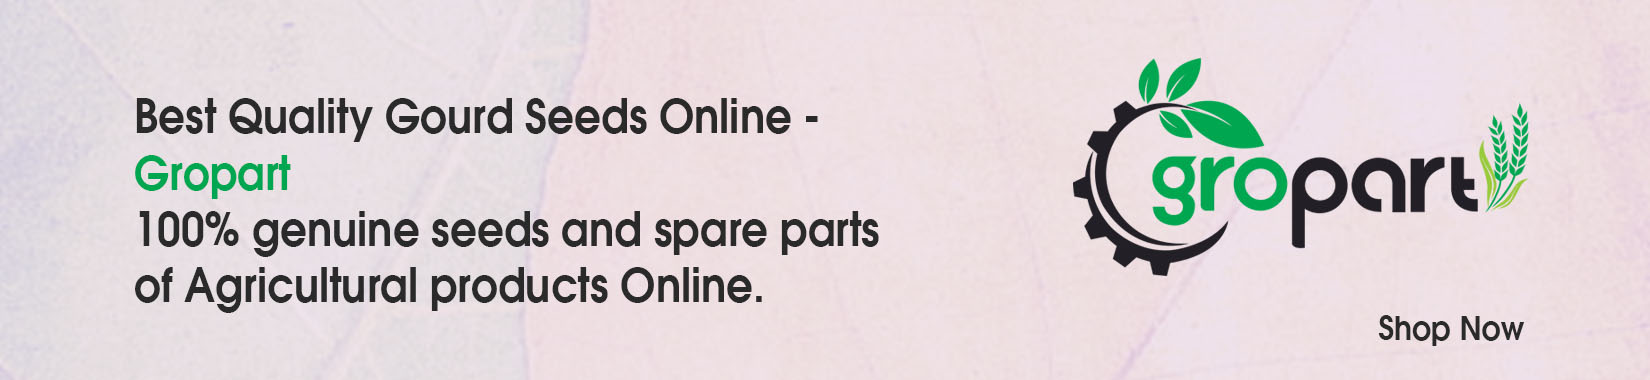 Best Quality Gourd Seeds Online -
Gropart
100% genuine seeds and spare parts
of Agricultural products Online.
gropart
Shop Now